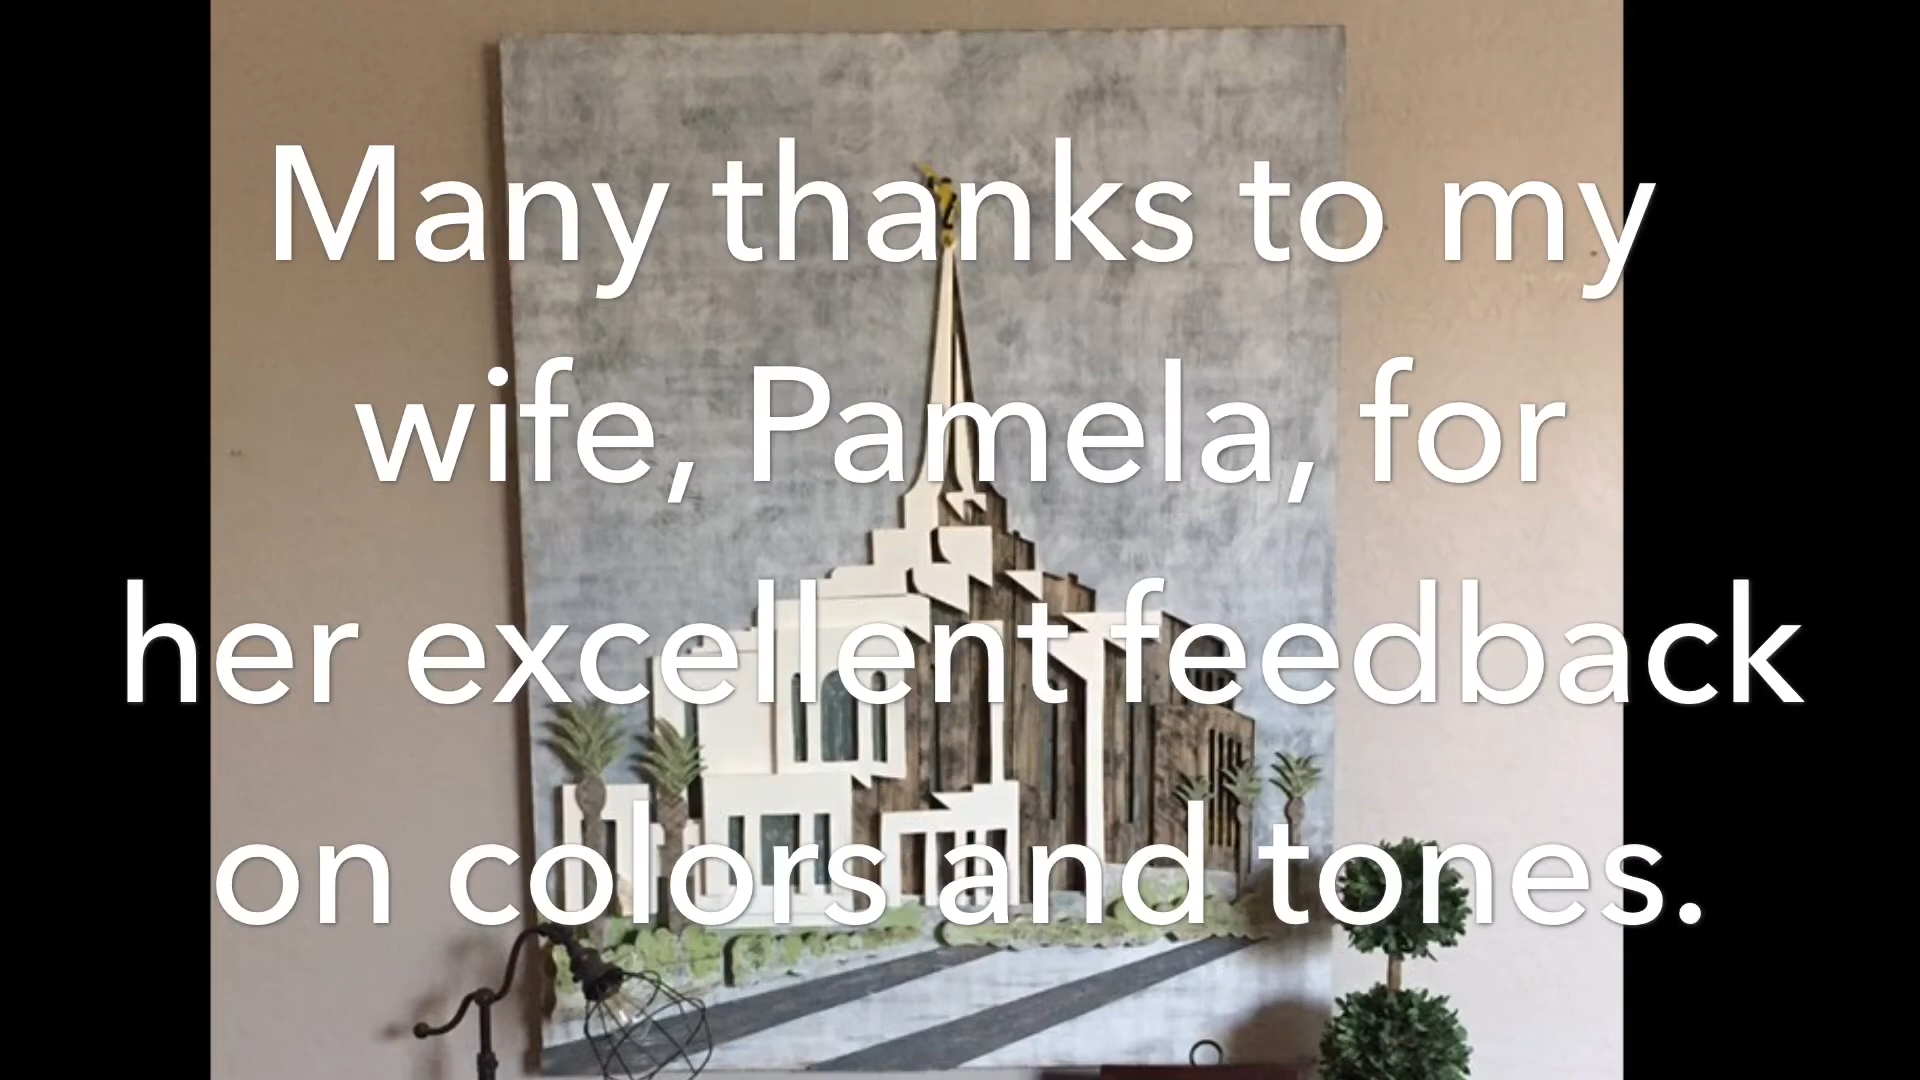 Many thanks to my
wife, Pamela, for
her excellent feedback
on colors and tones.